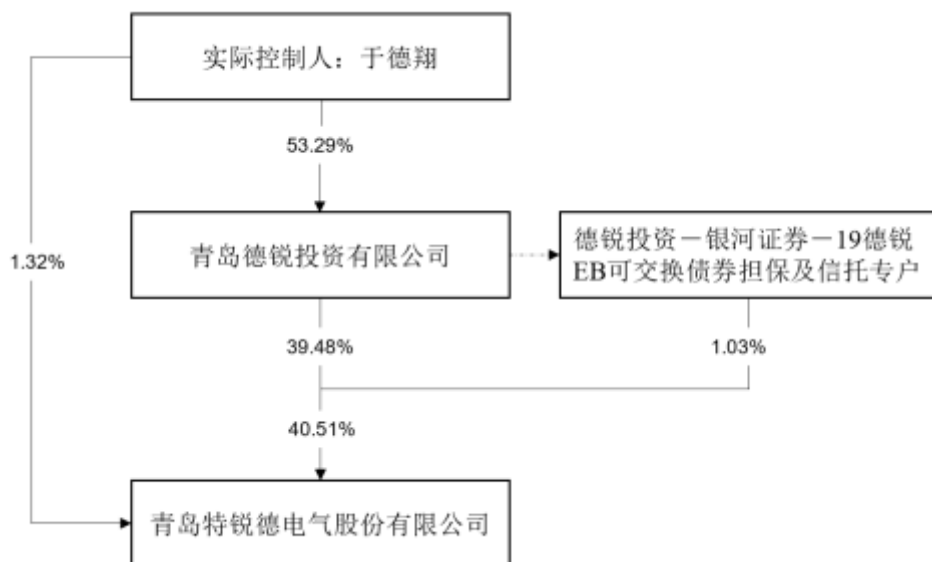 实际控制人：于德翔
53.29%
青岛德锐投资有限公司
德锐投资－银河证券－19德锐
EB可交换债券担保及信托专户
1.32%
39.48%
1.03%
40.51%
青岛特锐德电气股份有限公司